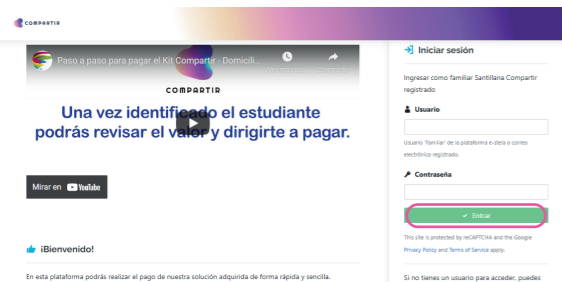 COMPARTIR
Paso a paso para pagar el Kit Compartir - Domicili...
COMPARTIR
Una vez identificado el estudiante
podrás revisar el valor y dirigirte a pagar.
Mirar en YouTube
¡Bienvenido!
En esta plataforma podrás realizar el pago de nuestra solución adquirida de forma rápida y sencilla.
Iniciar sesión
Ingresar como familiar Santillana Compartir
registrado
Usuario
Usuario 'Familiar' de la plataforma e-stela o correo
electrónico registrado.
Contraseña
Entrar
This site is protected by reCAPTCHA and the Google
Privacy Policy and Terms of Service apply.
Si no tienes un usuario para acceder, puedes